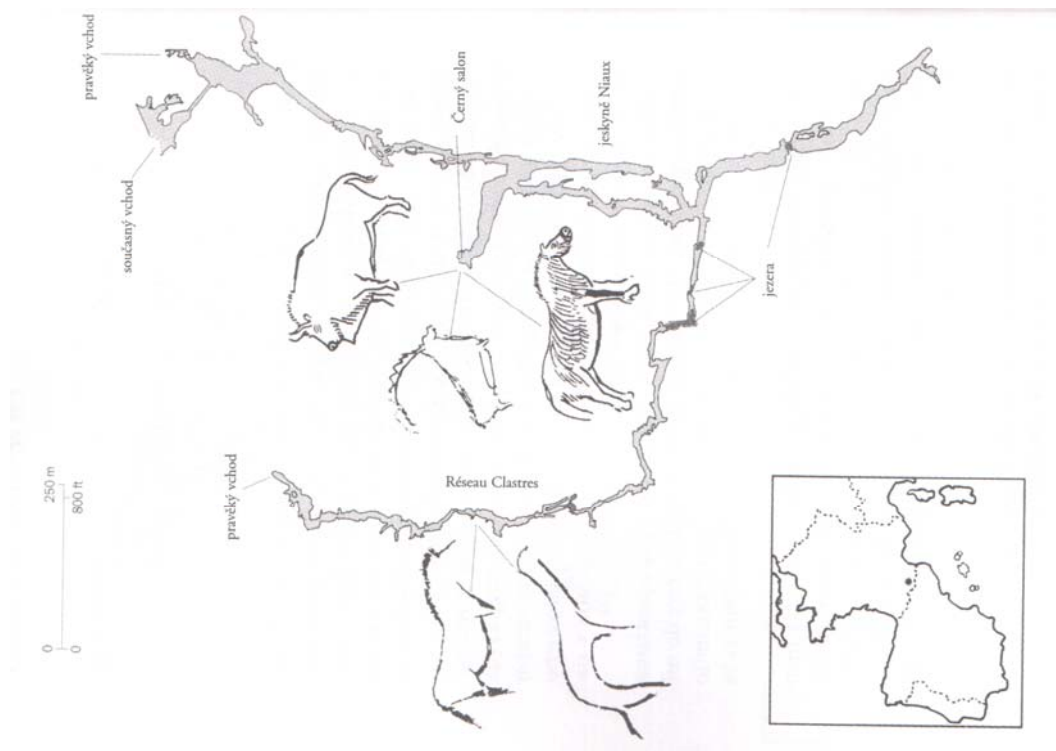 pravěký vchod
současný vchod
Černý salon
jeskyně Niaux
jezera
Réseau Clastres
pravěký vchod
250 m
800 ft
0
0